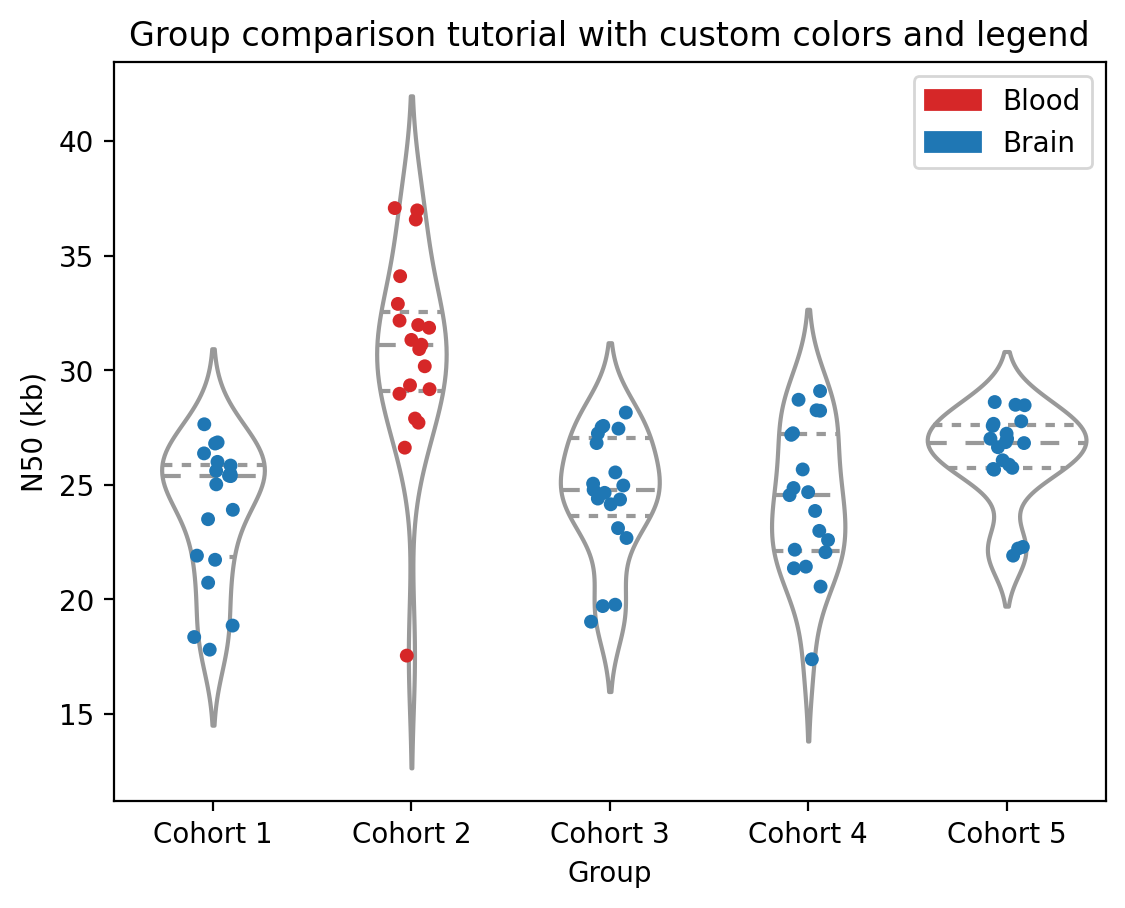 Group comparison tutorial with custom colors and legend
Blood
Brain
N50 (kb)
40
35
30
25
20
15
Cohort 1
Cohort 2
Cohort 3
Cohort 4
Cohort 5
Group